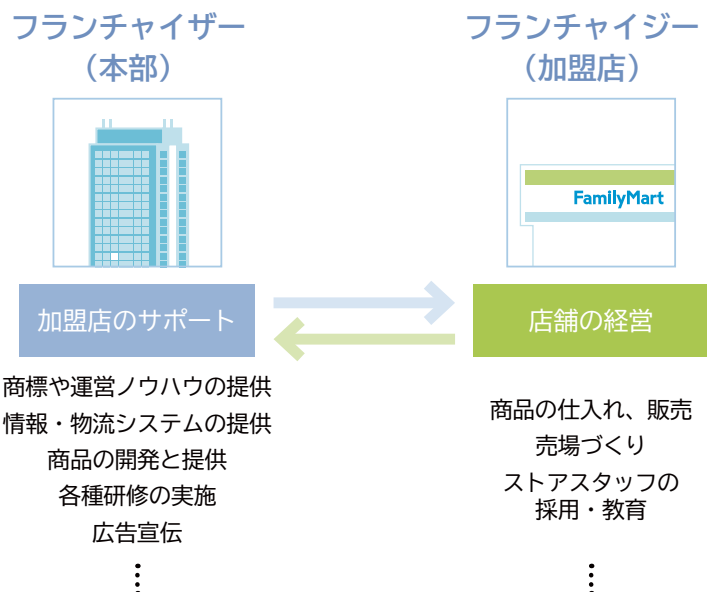 フランチャイザー
（本部）
加盟店のサポート
商標や運営ノウハウの提供
情報・物流システムの提供
商品の開発と提供
各種研修の実施
広告宣伝
フランチャイジー
（加盟店）
FamilyMart
店舗の経営
商品の仕入れ、販売
売場づくり
ストアスタッフの
採用・教育